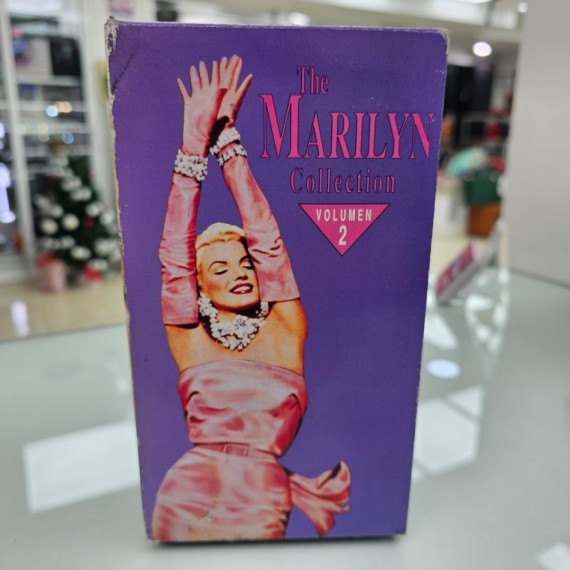 The
MARILYN
Collection
VOLUMEN
2